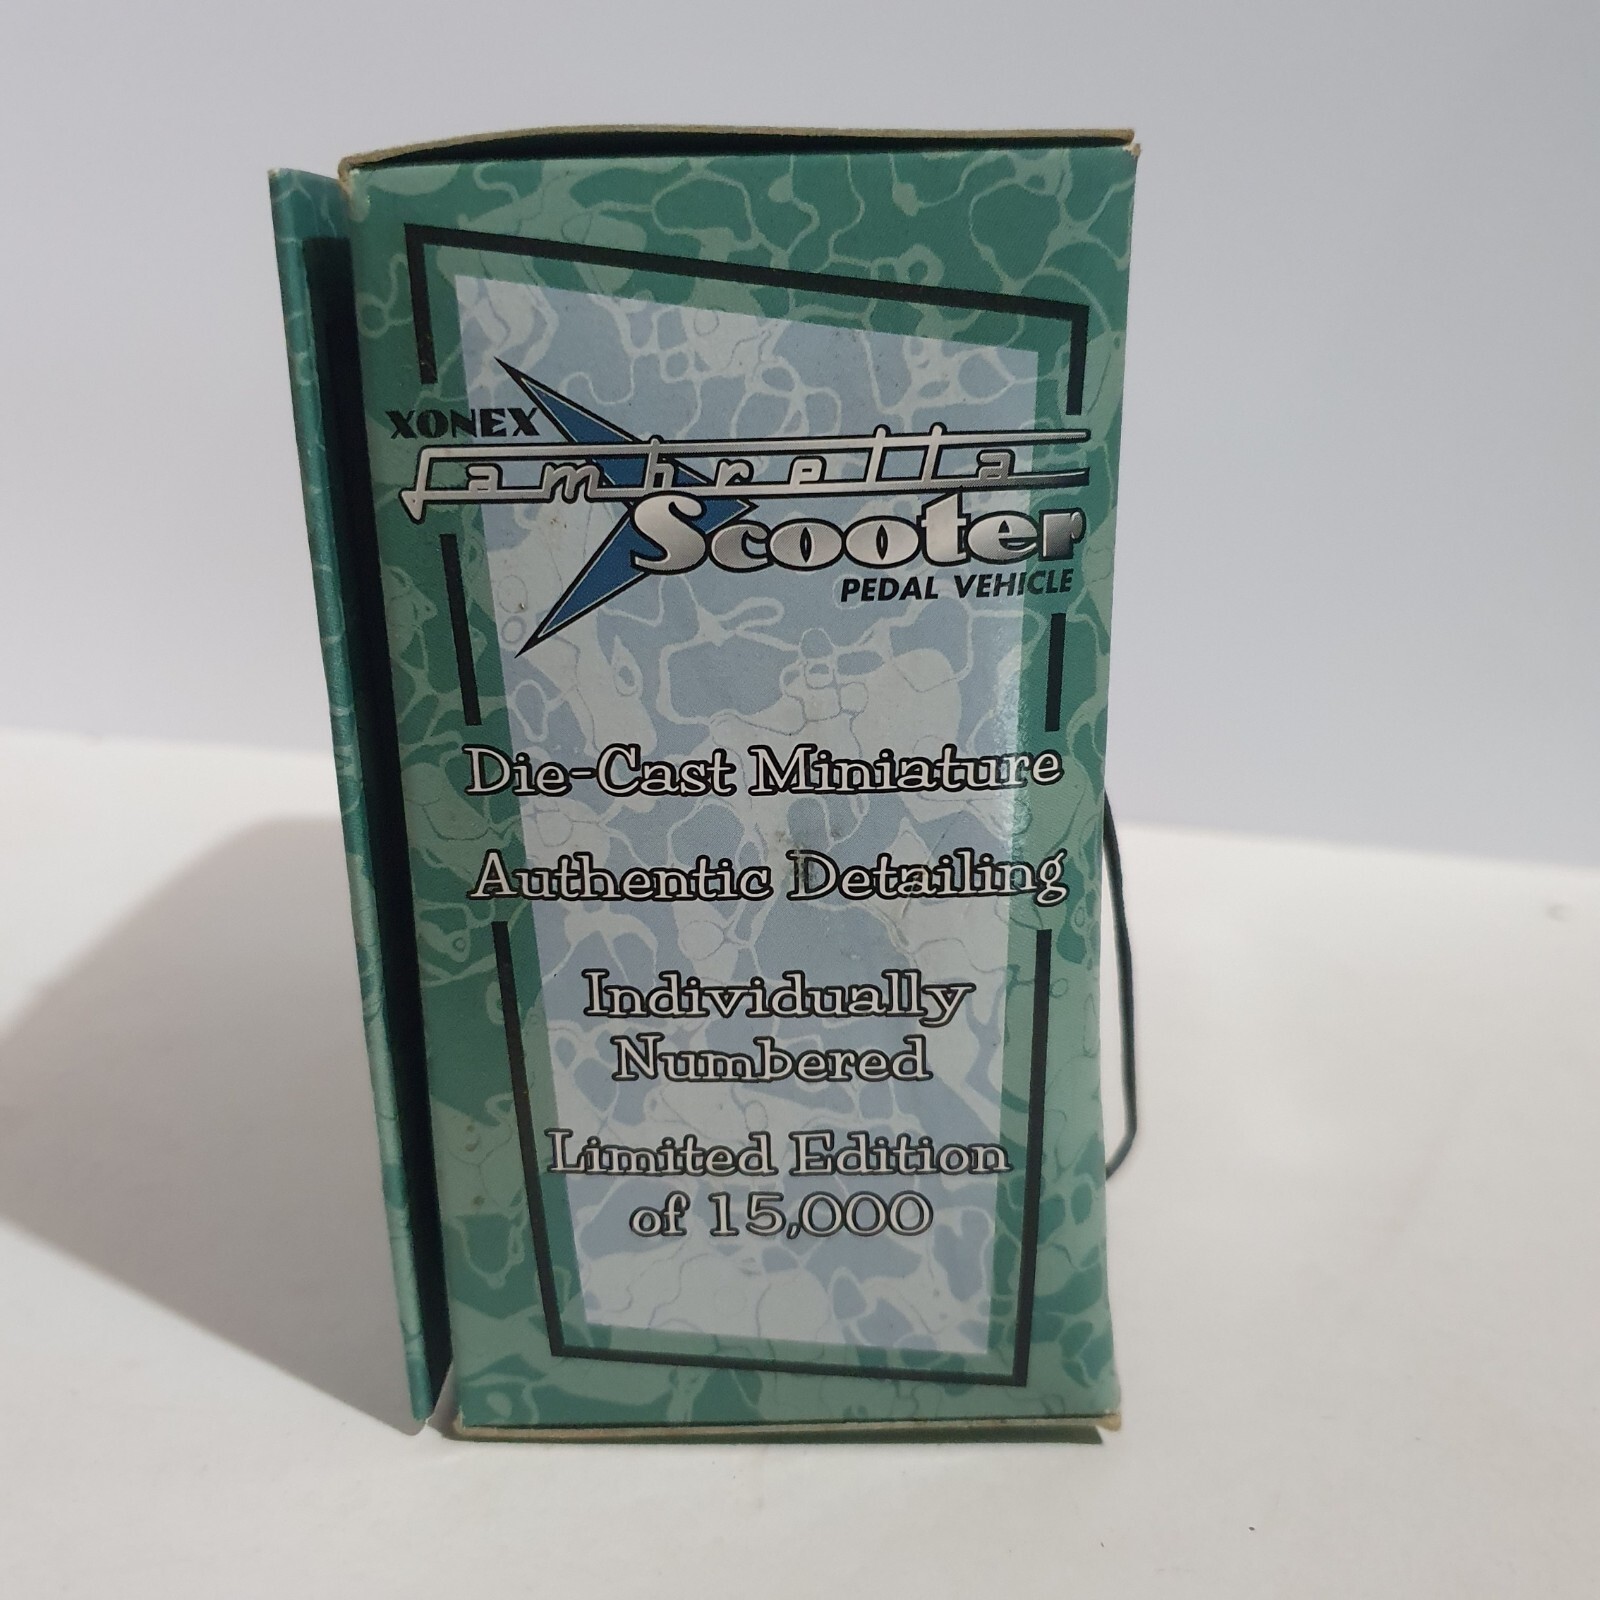 XONEX
Lambretta
Scooter
PEDAL VEHICLE
Die-Cast Miniature
Authentic Detailing
Individually
Numbered
Limited Edition
of 15,000